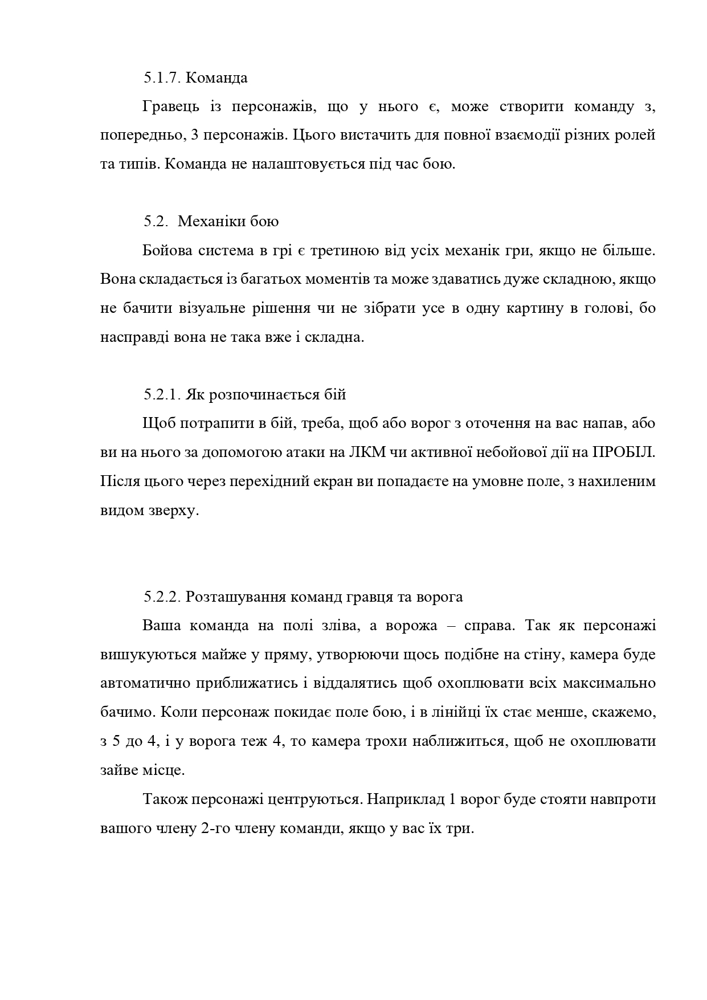 5.1.7. Команда
Гравець із персонажів, що у нього є, може створити команду з,
попередньо, 3 персонажів. Цього вистачить для повної взаємодії різних ролей
та типів. Команда не налаштовується під час бою.
5.2. Механіки бою
Бойова система в грі є третиною від усіх механік гри, якщо не більше.
Вона складається із багатьох моментів та може здаватись дуже складною, якщо
не бачити візуальне рішення чи не зібрати усе в одну картину в голові, бо
насправді вона не така вже і складна.
5.2.1. Як розпочинається бій
Щоб потрапити в бій, треба, щоб або ворог з оточення на вас напав, або
ви на нього за допомогою атаки на ЛКМ чи активної небойової дії на ПРОБІЛ.
Після цього через перехідний екран ви попадаєте на умовне поле, з нахиленим
видом зверху.
5.2.2. Розташування команд гравця та ворога
Ваша команда на полі зліва, а ворожа – справа. Так як персонажі
вишукуються майже у пряму, утворюючи щось подібне на стіну, камера буде
автоматично приближатись і віддалятись щоб охоплювати всіх максимально
бачимо. Коли персонаж покидає поле бою, і в лінійці їх стає менше, скажемо,
з 5 до 4, і у ворога теж 4, то камера трохи наближиться, щоб не охоплювати
зайве місце.
Також персонажі центруються. Наприклад 1 ворог буде стояти навпроти
вашого члену 2-го члену команди, якщо у вас їх три.